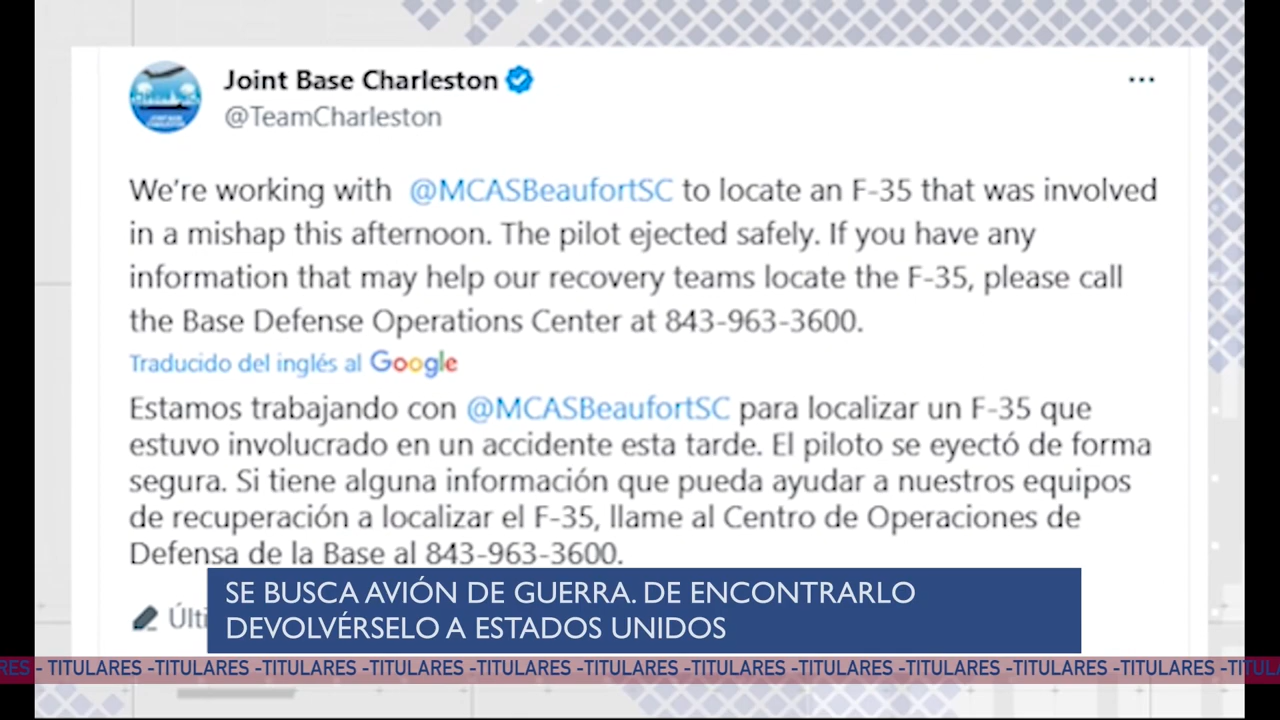 Joint Base Charleston
@TeamCharleston
We're working with @MCASBeaufortSC to locate an F-35 that was involved
in a mishap this afternoon. The pilot ejected safely. If you have any
information that may help our recovery teams locate the F-35, please call
the Base Defense Operations Center at 843-963-3600.
Traducido del inglés al Google
Estamos trabajando con @MCASBeaufortSC para localizar un F-35 que
estuvo involucrado en un accidente esta tarde. El piloto se eyectó de forma
segura. Si tiene alguna información que pueda ayudar a nuestros equipos
de recuperación a localizar el F-35, llame al Centro de Operaciones de
Defensa de la Base al 843-963-3600.
SE BUSCA AVIÓN DE GUERRA. DE ENCONTRARLO
DEVOLVÉRSELO A ESTADOS UNIDOS
RES - TITULARES -TITULARES -TITULARES -TITULARES -TITULARES -TITULARES -TITULARES -TITULARES -TITULARES -TITULARES -TITULARES -TITULA